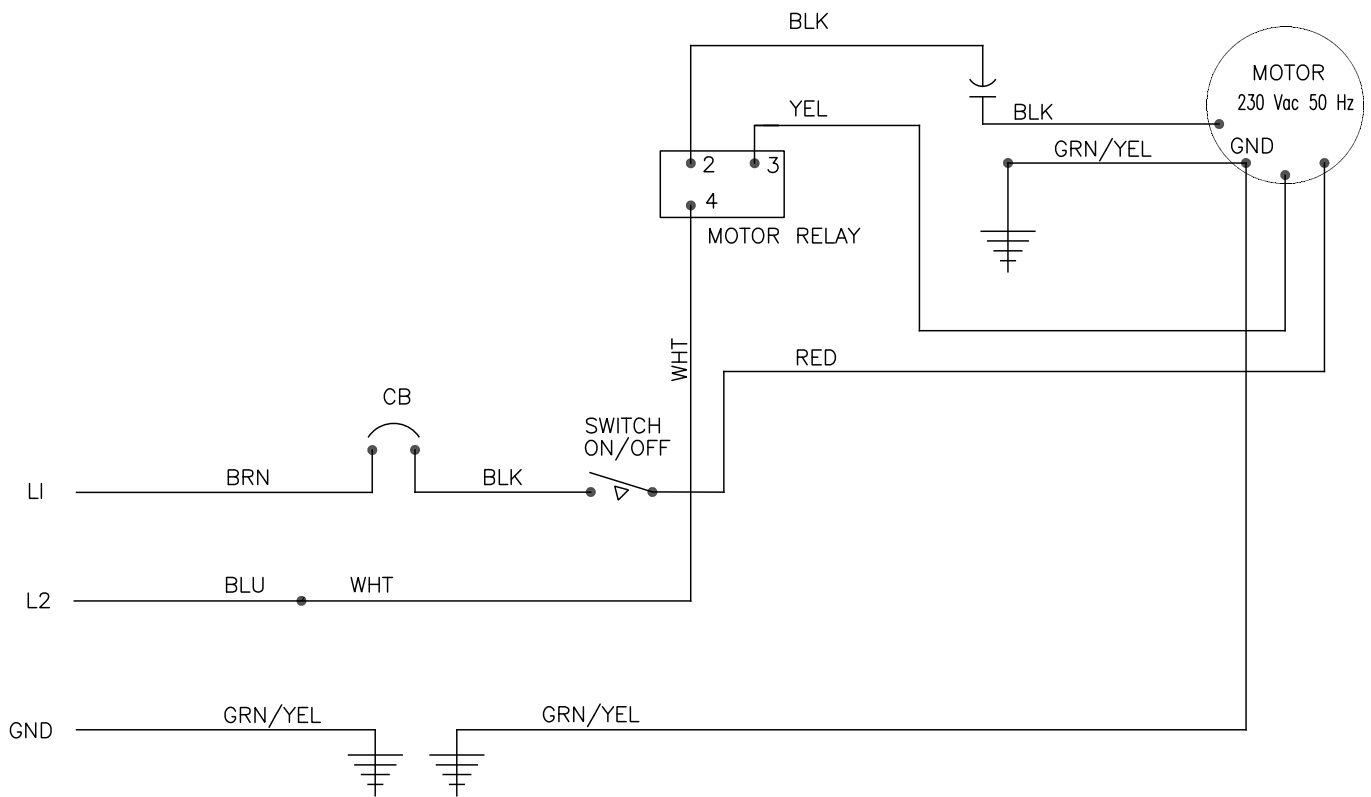 BLK
MOTOR
230 Vac 50 Hz
YEL
BLK
GND
GRN/YEL
2
3
4
MOTOR RELAY
WHT
RED
CB
SWITCH
ON/OFF
L1
BRN
BLK
L2
BLU
WHT
GND
GRN/YEL
GRN/YEL